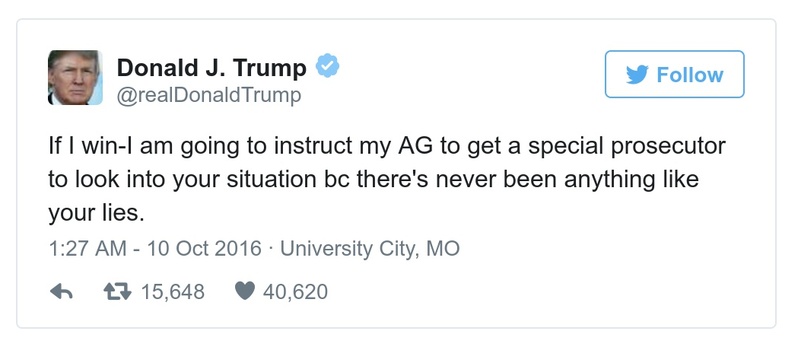 Donald J. Trump
Follow
@realDonaldTrump
If I win-I am going to instruct my AG to get a special prosecutor
to look into your situation bc there's never been anything like
your lies.
1:27 AM - 10 Oct 2016 · University City, MO
15,648 40,620